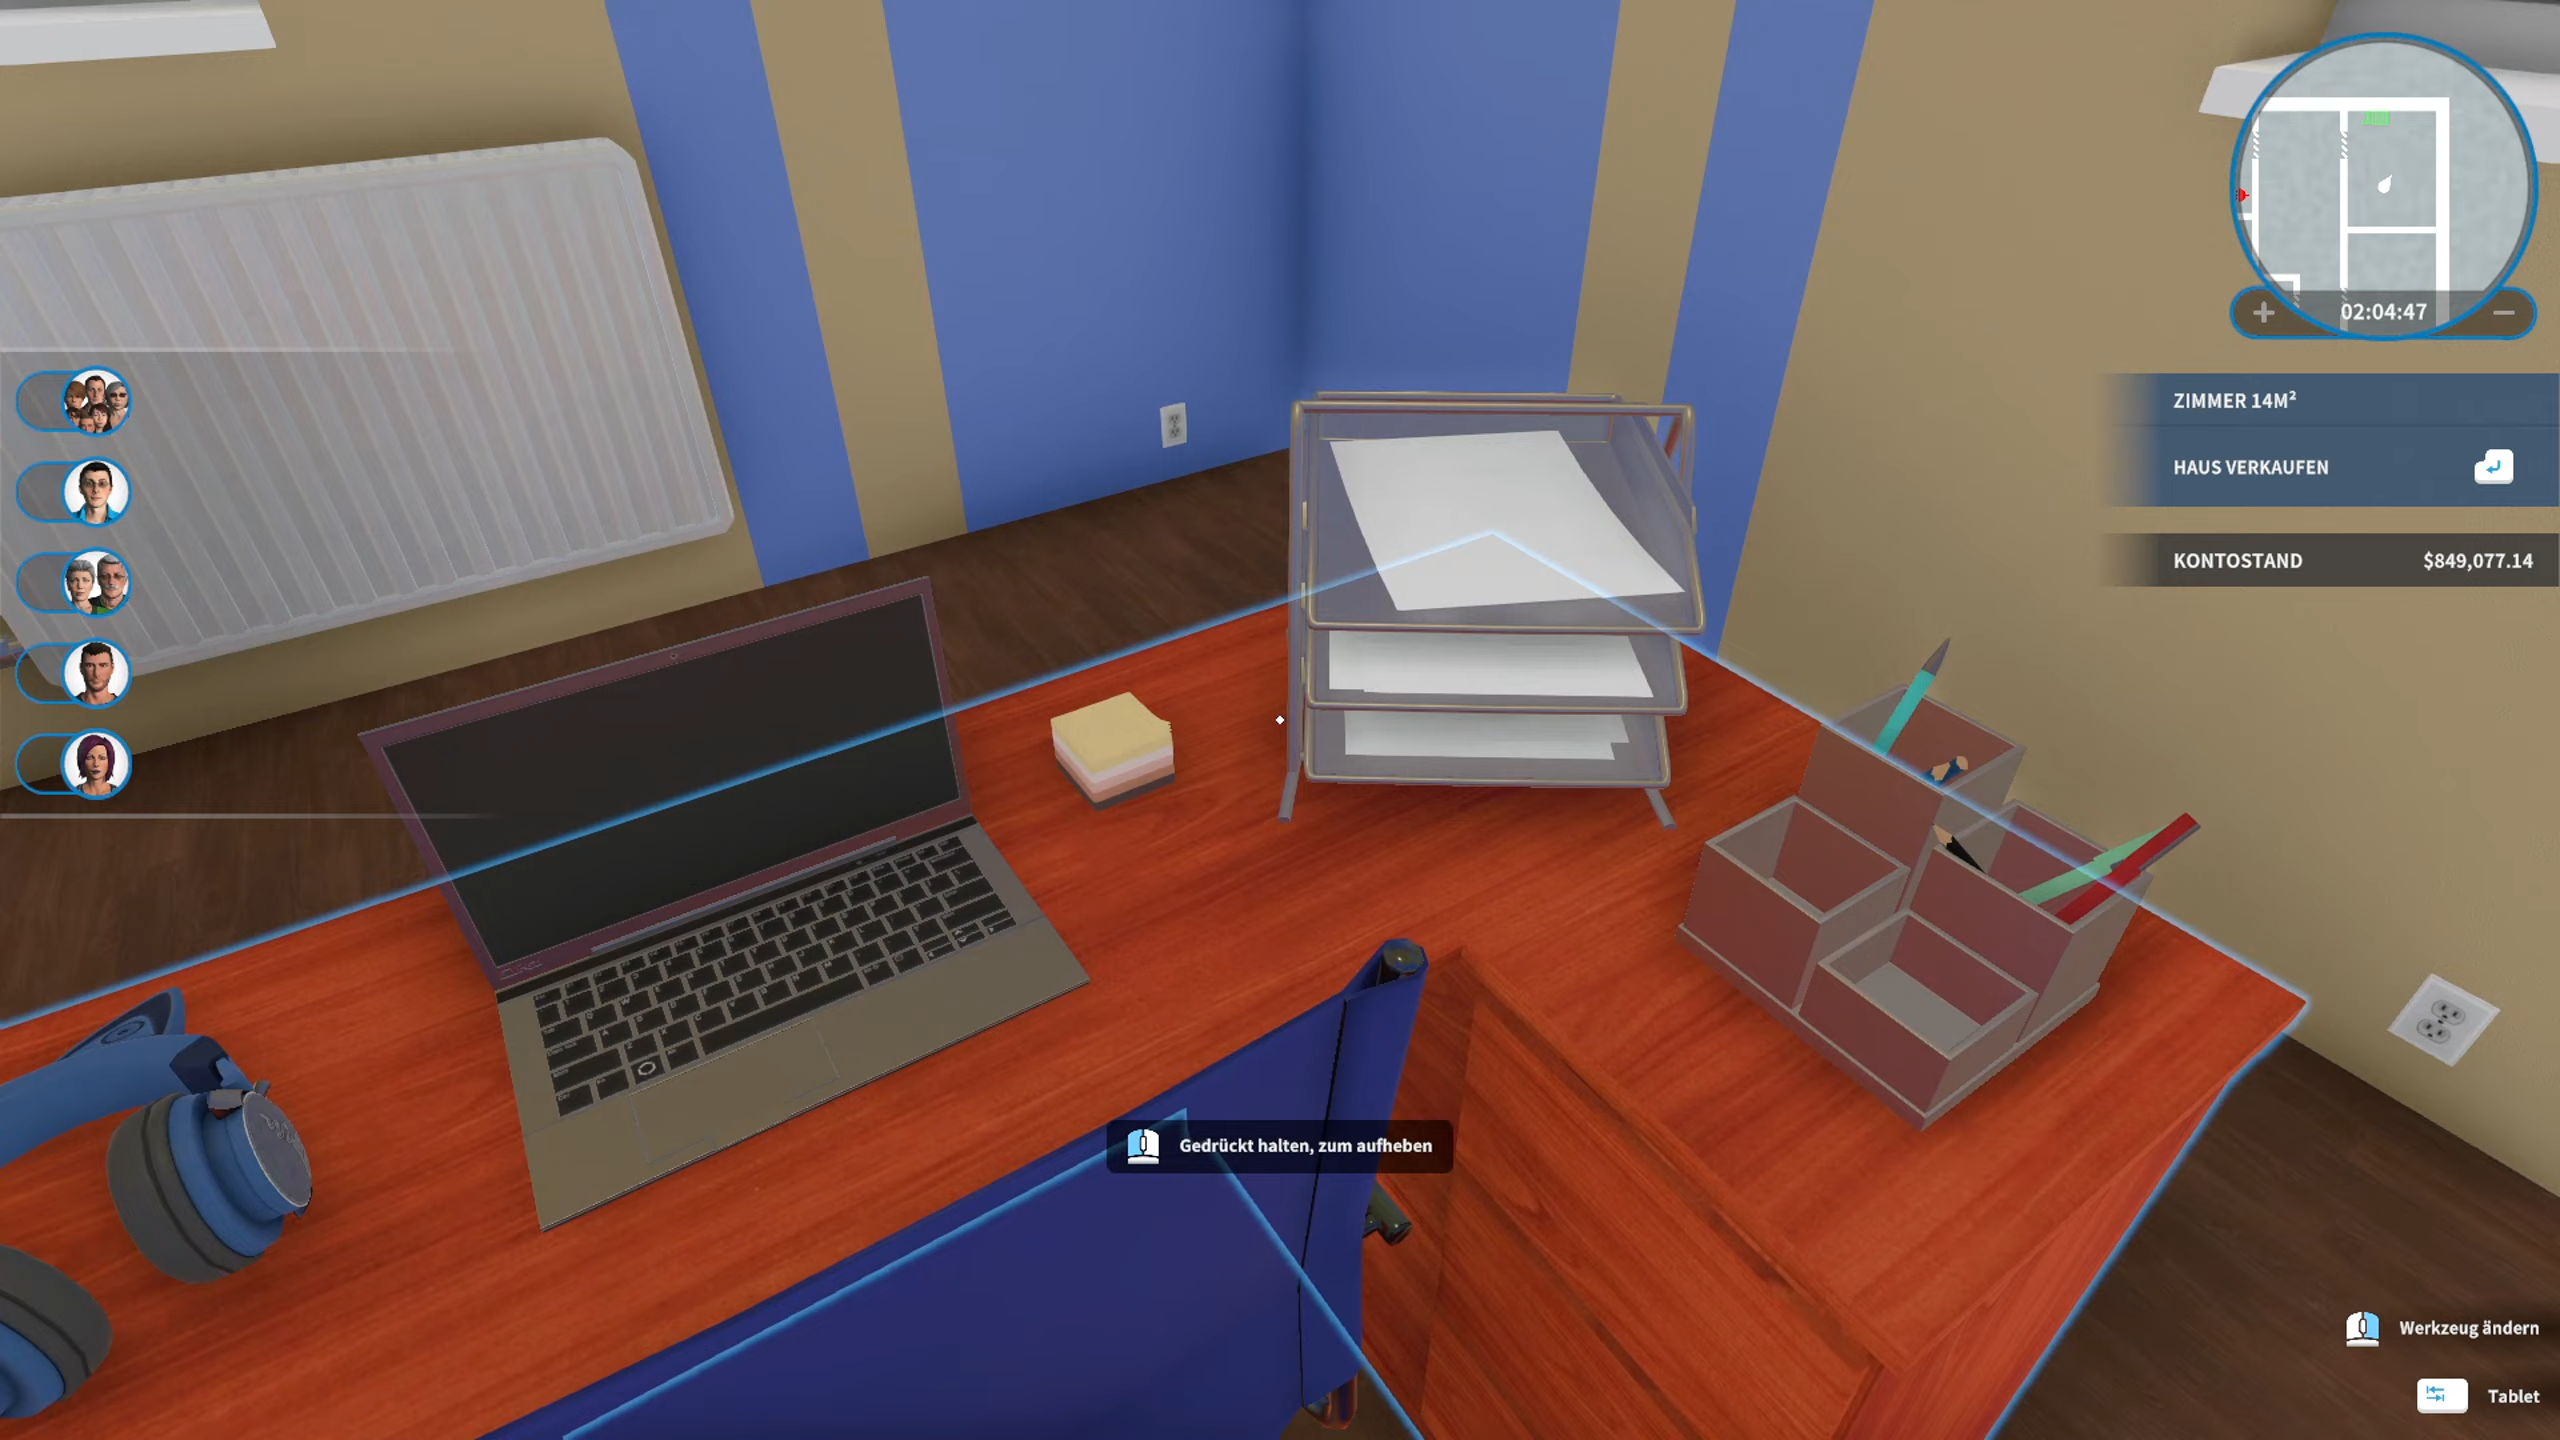 02:04:47
ZIMMER 14M²
HAUS VERKAUFEN
KONTOSTAND $849,077.14
Gedrückt halten, zum aufheben
Werkzeug ändern
Tablet